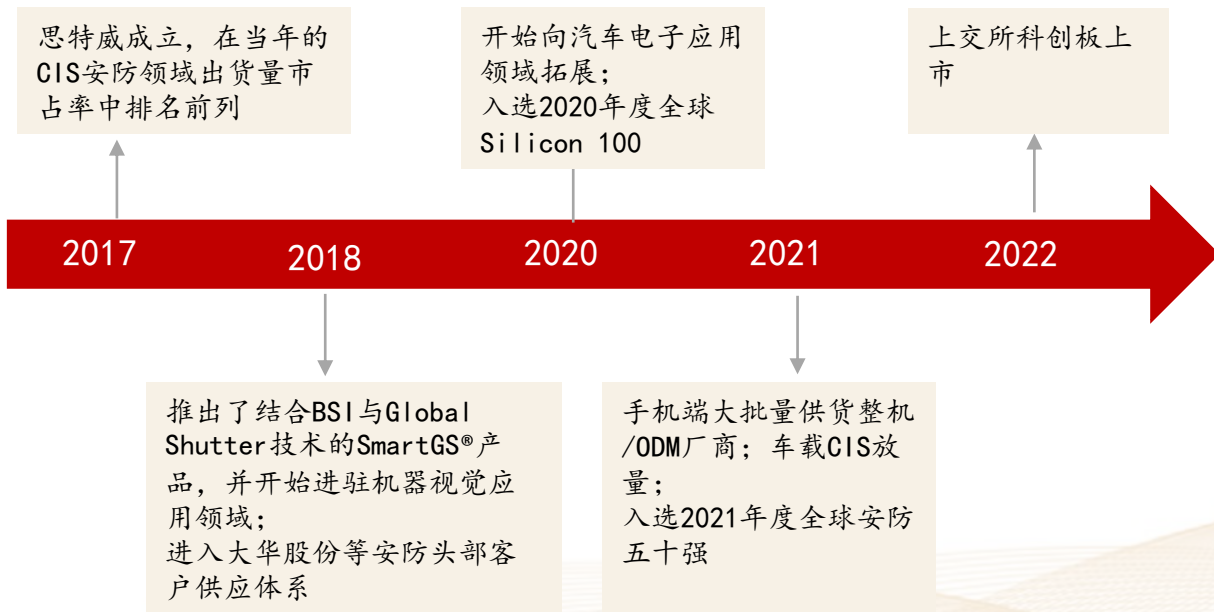 思特威成立，在当年的
CIS安防领域出货量市
占率中排名前列
开始向汽车电子应用
领域拓展；
入选2020年度全球
Silicon 100
上交所科创板上
市
2017
2018
2020
2021
2022
推出了结合BSI与Global
Shutter技术的SmartGS®产
品，并开始进驻机器视觉应
用领域；
进入大华股份等安防头部客
户供应体系
手机端大批量供货整机
/ODM厂商；车载CIS放
量；
入选2021年度全球安防
五十强